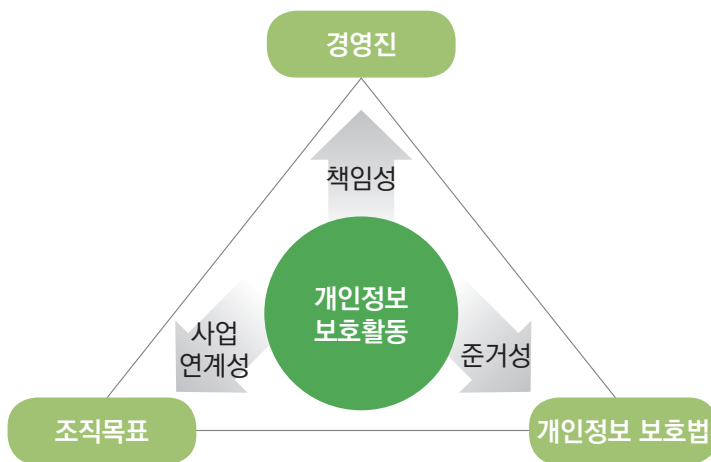 경영진
책임성
개인정보
보호활동
사업
연계성
준거성
조직목표
개인정보 보호법